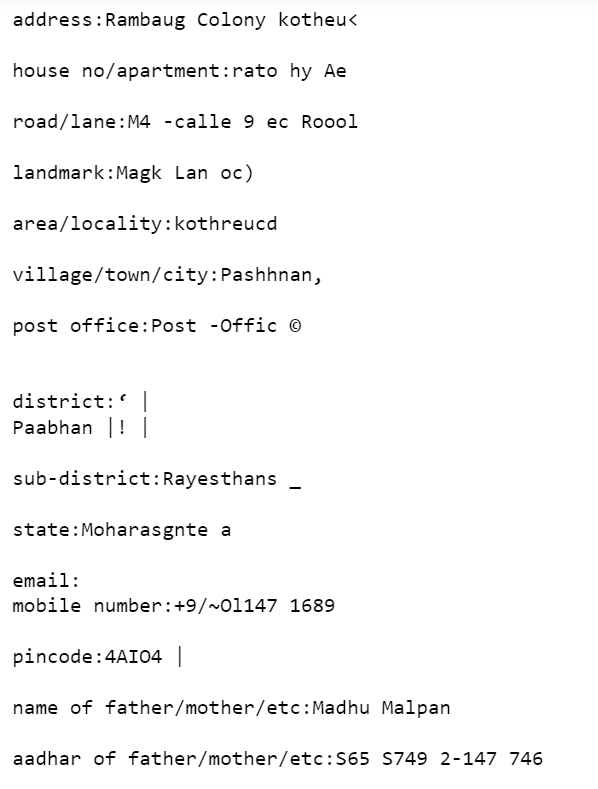 address:Rambaug Colony kotheu<
house no/apartment:rato hy Ae
road/lane:M4 -calle 9 ec Roool
landmark:Magk Lan oc)
area/locality:kothreucd
village/town/city:Pashhnan,
post office:Post -Offic ©
district:‘ |
Paabhan |! |
sub-district:Rayesthans _
state:Moharasgnte a
email:
mobile number:+9/~Ol147 1689
pincode:4AIO4 |
name of father/mother/etc:Madhu Malpan
aadhar of father/mother/etc:S65 S749 2-147 746